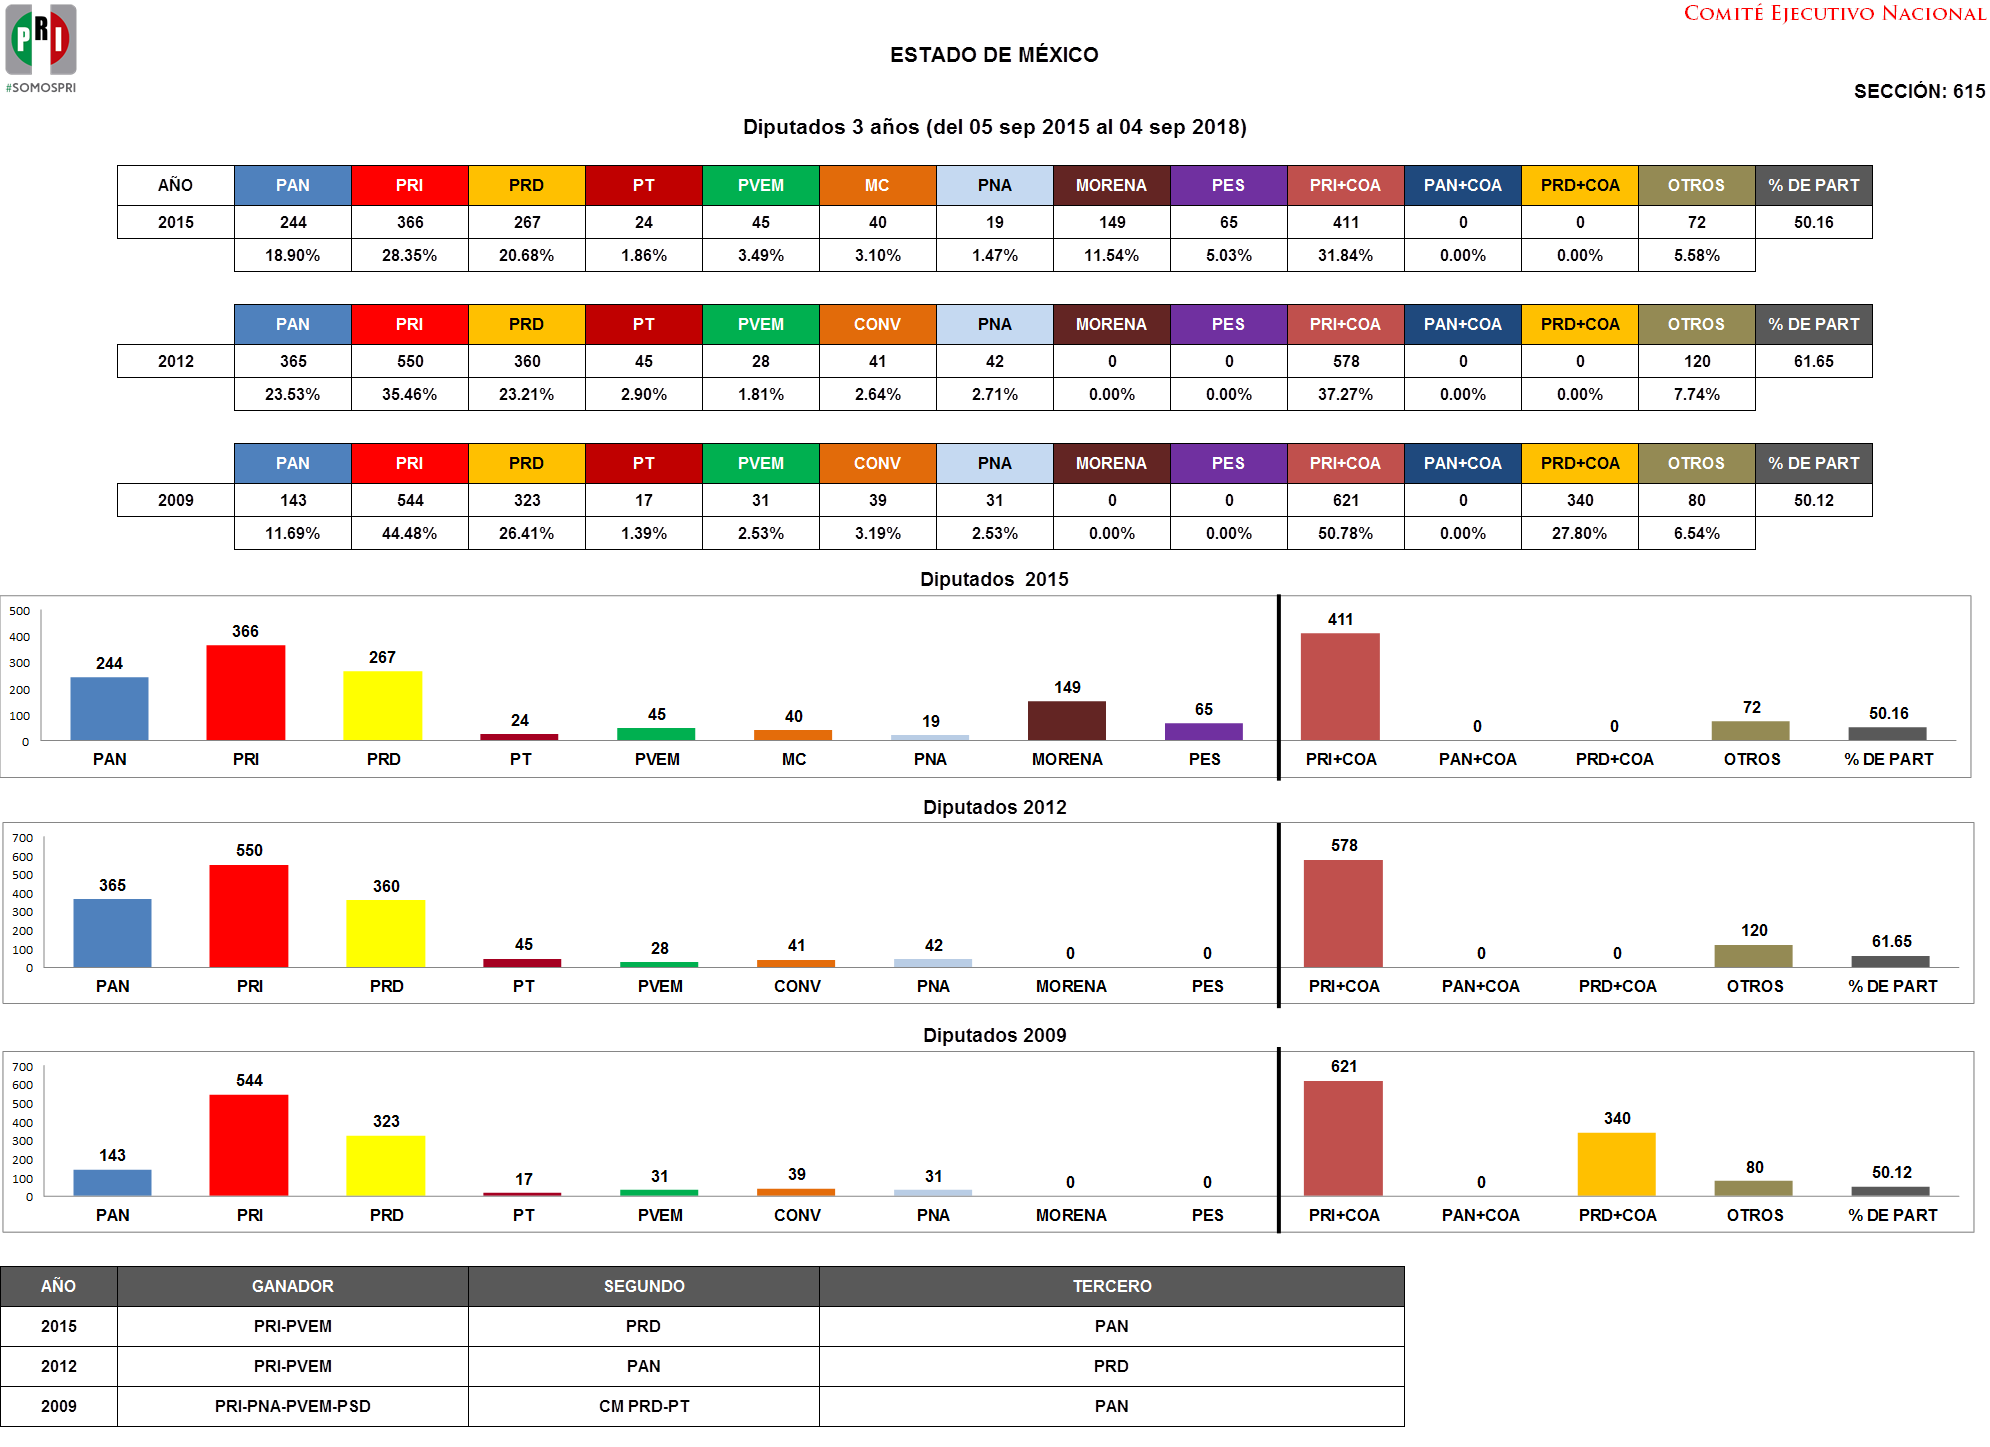 PRI
#SOMOSPRI
COMITÉ EJECUTIVO NACIONAL
ESTADO DE MÉXICO
SECCIÓN: 615
Diputados 3 años (del 05 sep 2015 al 04 sep 2018)
AÑO PAN PRI PRD PT PVEM MC PNA MORENA PES PRI+COA PAN+COA PRD+COA OTROS % DE PART
2015 244 366 267 24 45 40 19 149 65 411 0 0 72 50.16
18.90% 28.35% 20.68% 1.86% 3.49% 3.10% 1.47% 11.54% 5.03% 31.84% 0.00% 0.00% 5.58%
PAN PRI PRD PT PVEM CONV PNA MORENA PES PRI+COA PAN+COA PRD+COA OTROS % DE PART
2012 365 550 360 45 28 41 42 0 0 578 0 0 120 61.65
23.53% 35.46% 23.21% 2.90% 1.81% 2.64% 2.71% 0.00% 0.00% 37.27% 0.00% 0.00% 7.74%
PAN PRI PRD PT PVEM CONV PNA MORENA PES PRI+COA PAN+COA PRD+COA OTROS % DE PART
2009 143 544 323 17 31 39 31 0 0 621 0 340 80 50.12
11.69% 44.48% 26.41% 1.39% 2.53% 3.19% 2.53% 0.00% 0.00% 50.78% 0.00% 27.80% 6.54%
Diputados 2015
500
400
300
200
100
0
244 366 267 24 45 40 19 149 65 411 0 0 72 50.16
PAN PRI PRD PT PVEM MC PNA MORENA PES PRI+COA PAN+COA PRD+COA OTROS % DE PART
Diputados 2012
700
600
500
400
300
200
100
0
365 550 360 45 28 41 42 0 0 578 0 0 120 61.65
PAN PRI PRD PT PVEM CONV PNA MORENA PES PRI+COA PAN+COA PRD+COA OTROS % DE PART
Diputados 2009
700
600
500
400
300
200
100
0
143 544 323 17 31 39 31 0 0 621 0 340 80 50.12
PAN PRI PRD PT PVEM CONV PNA MORENA PES PRI+COA PAN+COA PRD+COA OTROS % DE PART
AÑO GANADOR SEGUNDO TERCERO
2015 PRI-PVEM PRD PAN
2012 PRI-PVEM PAN PRD
2009 PRI-PNA-PVEM-PSD CM PRD-PT PAN